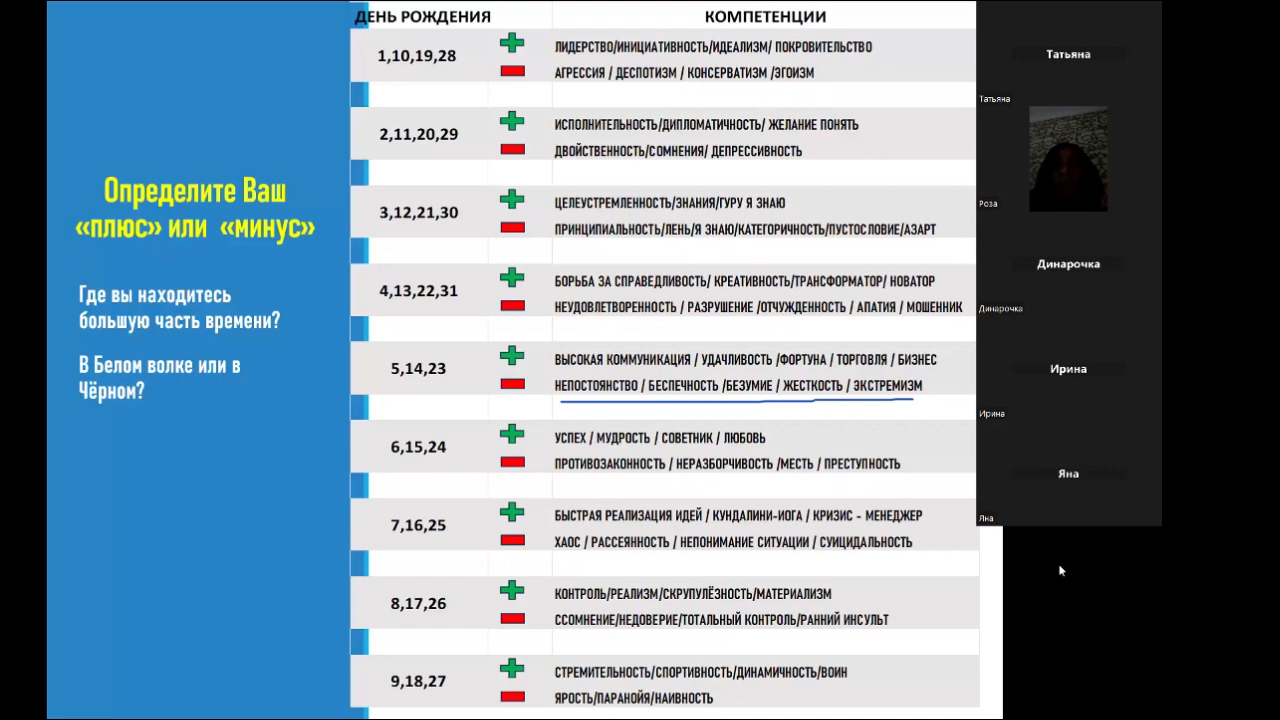 Определите Ваш
«плюс» или «минус»
Где вы находитесь
большую часть времени?
В Белом волке или в
Чёрном?
ДЕНЬ РОЖДЕНИЯ
КОМПЕТЕНЦИИ
1,10,19,28
ЛИДЕРСТВО/ИНИЦИАТИВНОСТЬ/ИДЕАЛИЗМ/ ПОКРОВИТЕЛЬСТВО
АГРЕССИЯ / ДЕСПОТИЗМ / КОНСЕРВАТИЗМ /ЭГОИЗМ
2,11,20,29
ИСПОЛНИТЕЛЬНОСТЬ/ДИПЛОМАТИЧНОСТЬ/ ЖЕЛАНИЕ ПОНЯТЬ
ДВОЙСТВЕННОСТЬ/СОМНЕНИЯ/ ДЕПРЕССИВНОСТЬ
3,12,21,30
ЦЕЛЕУСТРЕМЛЕННОСТЬ/ЗНАНИЯ/ГУРУ Я ЗНАЮ
ПРИНЦИПИАЛЬНОСТЬ/ЛЕНЬ/Я ЗНАЮ/КАТЕГОРИЧНОСТЬ/ПУСТОСЛОВИЕ/АЗАРТ
4,13,22,31
БОРЬБА ЗА СПРАВЕДЛИВОСТЬ/ КРЕАТИВНОСТЬ/ТРАНСФОРМАТОР/ НОВАТОР
НЕУДОВЛЕТВОРЕННОСТЬ / РАЗРУШЕНИЕ /ОТЧУЖДЕННОСТЬ / АПАТИЯ / МОШЕННИК
5,14,23
ВЫСОКАЯ КОММУНИКАЦИЯ / УДАЧЛИВОСТЬ /ФОРТУНА / ТОРГОВЛЯ / БИЗНЕС
НЕПОСТОЯНСТВО / БЕСПЕЧНОСТЬ /БЕЗУМИЕ / ЖЕСТКОСТЬ / ЭКСТРЕМИЗМ
6,15,24
УСПЕХ / МУДРОСТЬ / СОВЕТНИК / ЛЮБОВЬ
ПРОТИВОЗАКОННОСТЬ / НЕРАЗБОРЧИВОСТЬ /МЕСТЬ / ПРЕСТУПНОСТЬ
7,16,25
БЫСТРАЯ РЕАЛИЗАЦИЯ ИДЕЙ / КУНДАЛИНИ-ИОГА / КРИЗИС - МЕНЕДЖЕР
ХАОС / РАССЕЯННОСТЬ / НЕПОНИМАНИЕ СИТУАЦИИ / СУИЦИДАЛЬНОСТЬ
8,17,26
КОНТРОЛЬ/РЕАЛИЗМ/СКРУПУЛЁЗНОСТЬ/МАТЕРИАЛИЗМ
ССОМНЕНИЕ/НЕДОВЕРИЕ/ТОТАЛЬНЫЙ КОНТРОЛЬ/РАННИЙ ИНСУЛЬТ
9,18,27
СТРЕМИТЕЛЬНОСТЬ/СПОРТИВНОСТЬ/ДИНАМИЧНОСТЬ/ВОИН
ЯРОСТЬ/ПАРАНОЙЯ/НАИВНОСТЬ
Татьяна
Татьяна
Роза
Динарочка
Динарочка
Ирина
Ирина
Яна
Яна